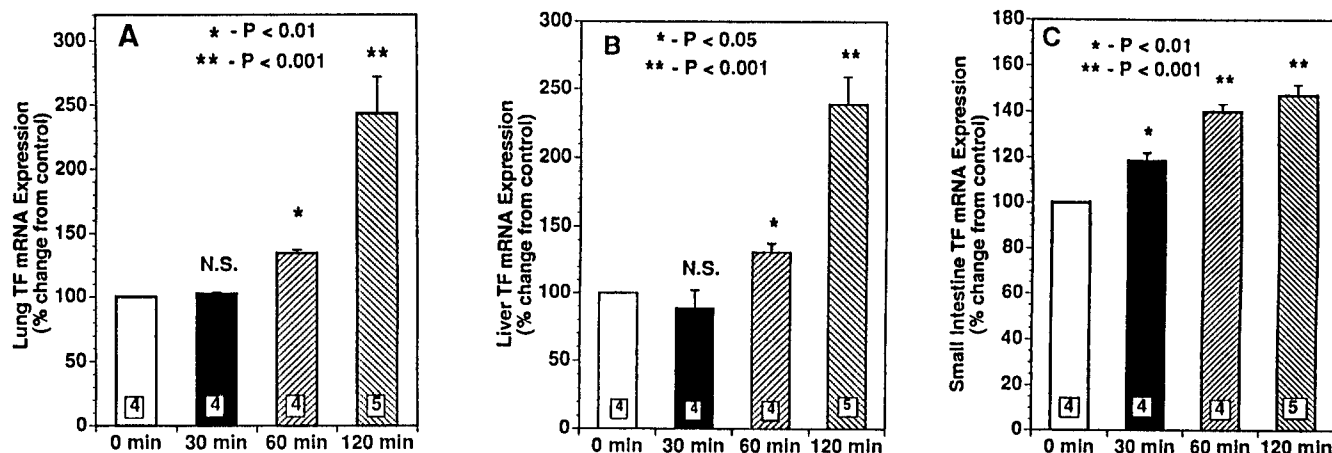 A
* - P < 0.01
** - P < 0.001
Lung TF mRNA Expression
(% change from control)
300
250
200
150
100
50
0
N.S.
*
**
4
4
4
5
0 min 30 min 60 min 120 min
B
* - P < 0.05
** - P < 0.001
Liver TF mRNA Expression
(% change from control)
300
250
200
150
100
50
0
N.S.
*
**
4
4
4
5
0 min 30 min 60 min 120 min
C
* - P < 0.01
** - P < 0.001
Small Intestine TF mRNA Expression
(% change from control)
180
160
140
120
100
80
60
40
20
0
*
**
**
4
4
4
5
0 min 30 min 60 min 120 min